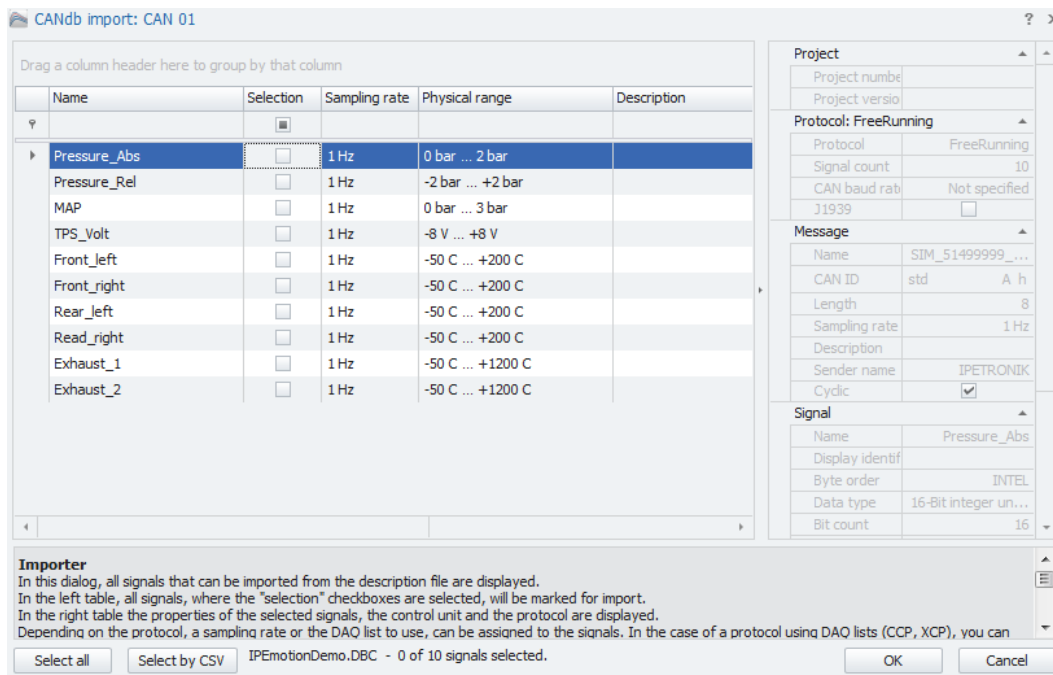 CANdb import: CAN 01
?
Drag a column header here to group by that column
Name Selection Sampling rate Physical range Description
Pressure_Abs 1 Hz 0 bar ... 2 bar
Pressure_Rel 1 Hz -2 bar ... +2 bar
MAP 1 Hz 0 bar ... 3 bar
TPS_Volt 1 Hz -8 V ... +8 V
Front_left 1 Hz -50 C ... +200 C
Front_right 1 Hz -50 C ... +200 C
Rear_left 1 Hz -50 C ... +200 C
Read_right 1 Hz -50 C ... +200 C
Exhaust_1 1 Hz -50 C ... +1200 C
Exhaust_2 1 Hz -50 C ... +1200 C
Project
Project numbe
Project versio
Protocol: FreeRunning
Protocol FreeRunning
Signal count 10
CAN baud rat Not specified
J1939
Message
Name SIM_51499999_...
CAN ID std A h
Length 8
Sampling rate 1 Hz
Description
Sender name IPETRONIK
Cyclic
Signal
Name Pressure_Abs
Display identif
Byte order INTEL
Data type 16-Bit integer un...
Bit count 16
Importer
In this dialog, all signals that can be imported from the description file are displayed.
In the left table, all signals, where the "selection" checkboxes are selected, will be marked for import.
In the right table the properties of the selected signals, the control unit and the protocol are displayed.
Depending on the protocol, a sampling rate or the DAQ list to use, can be assigned to the signals. In the case of a protocol using DAQ lists (CCP, XCP), you can
Select all Select by CSV IPEmotionDemo.DBC - 0 of 10 signals selected. OK Cancel